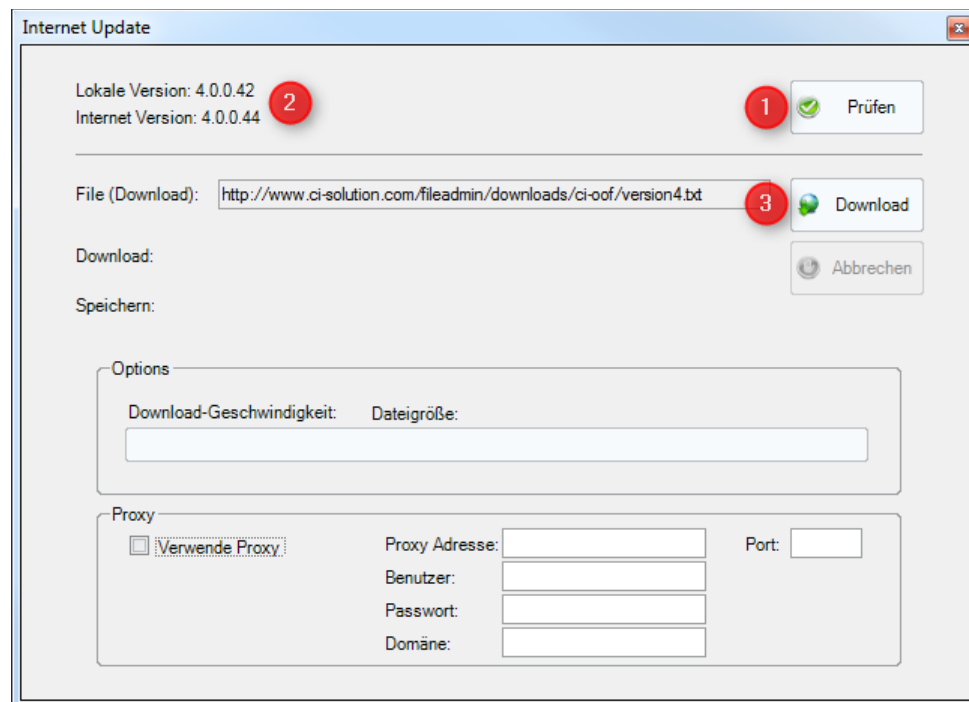 Internet Update
Lokale Version: 4.0.0.42
Internet Version: 4.0.0.44
2
1
Prüfen
File (Download):
http://www.ci-solution.com/fileadmin/downloads/ci-oof/version4.txt
3
Download
Download:
Abbrechen
Speichern:
Options
Download-Geschwindigkeit: Dateigröße:
Proxy
Verwende Proxy
Proxy Adresse:
Port:
Benutzer:
Passwort:
Domäne: